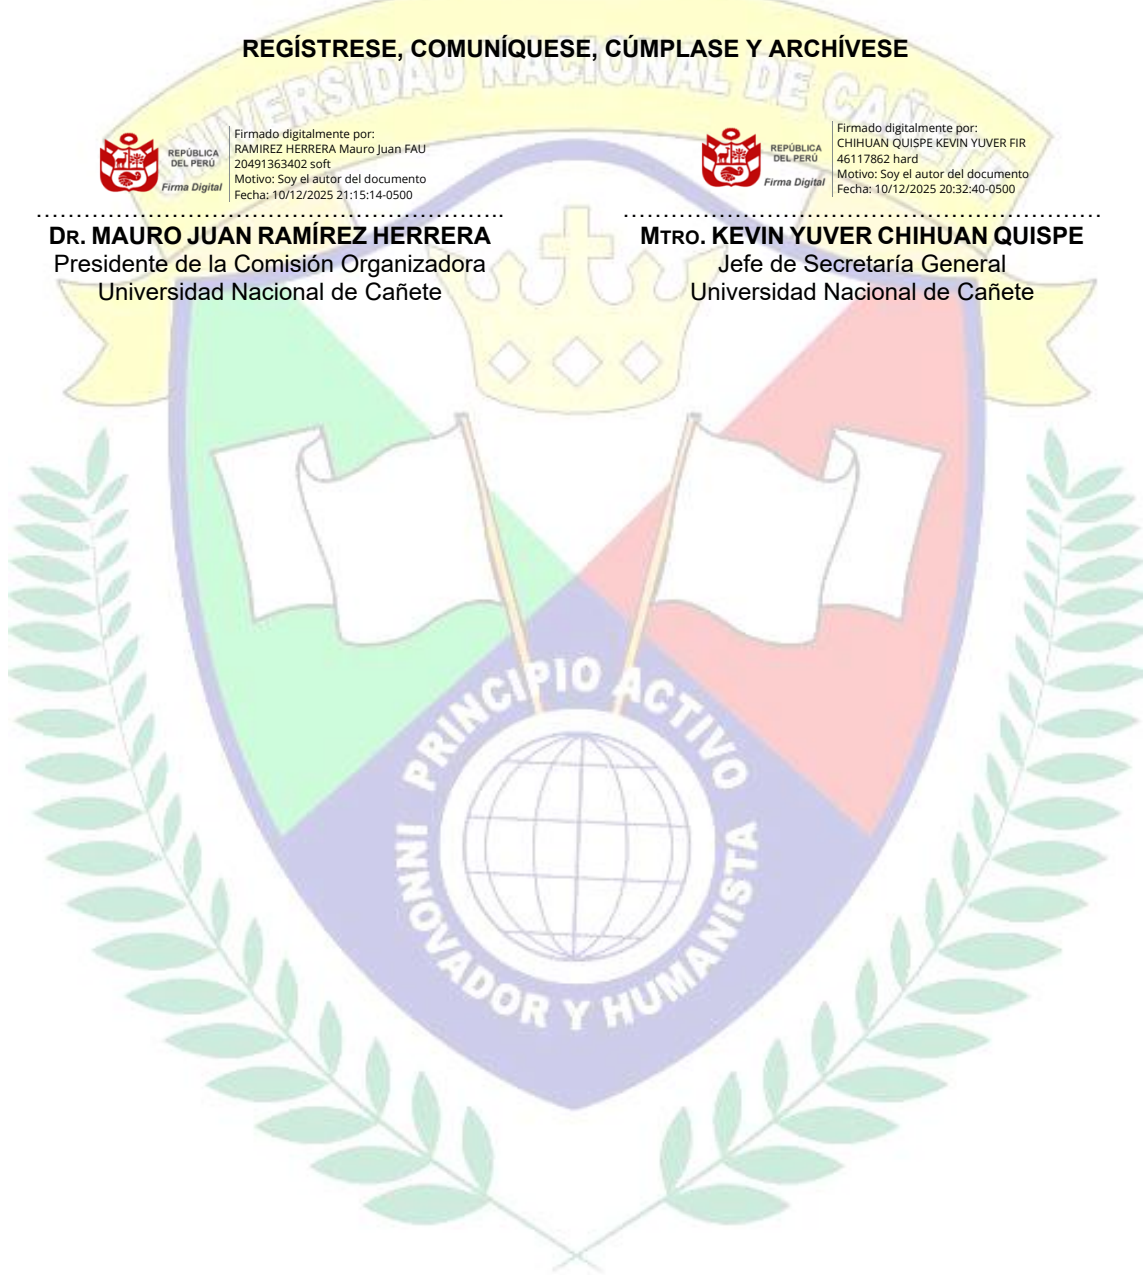 REGÍSTRESE, COMUNÍQUESE, CÚMPLASE Y ARCHÍVESE
UNIVERSIDAD NACIONAL DE CAÑETE
REPÚBLICA
DEL PERÚ
Firma Digital
Firmado digitalmente por:
RAMIREZ HERRERA Mauro Juan FAU
20491363402 soft
Motivo: Soy el autor del documento
Fecha: 10/12/2025 21:15:14-0500
REPÚBLICA
DEL PERÚ
Firma Digital
Firmado digitalmente por:
CHIHUAN QUISPE KEVIN YUVER FIR
46117862 hard
Motivo: Soy el autor del documento
Fecha: 10/12/2025 20:32:40-0500
DR. MAURO JUAN RAMÍREZ HERRERA
Presidente de la Comisión Organizadora
Universidad Nacional de Cañete
MTRO. KEVIN YUVER CHIHUAN QUISPE
Jefe de Secretaría General
Universidad Nacional de Cañete
PRINCIPIO ACTIVO
INNOVADOR Y HUMANISTA